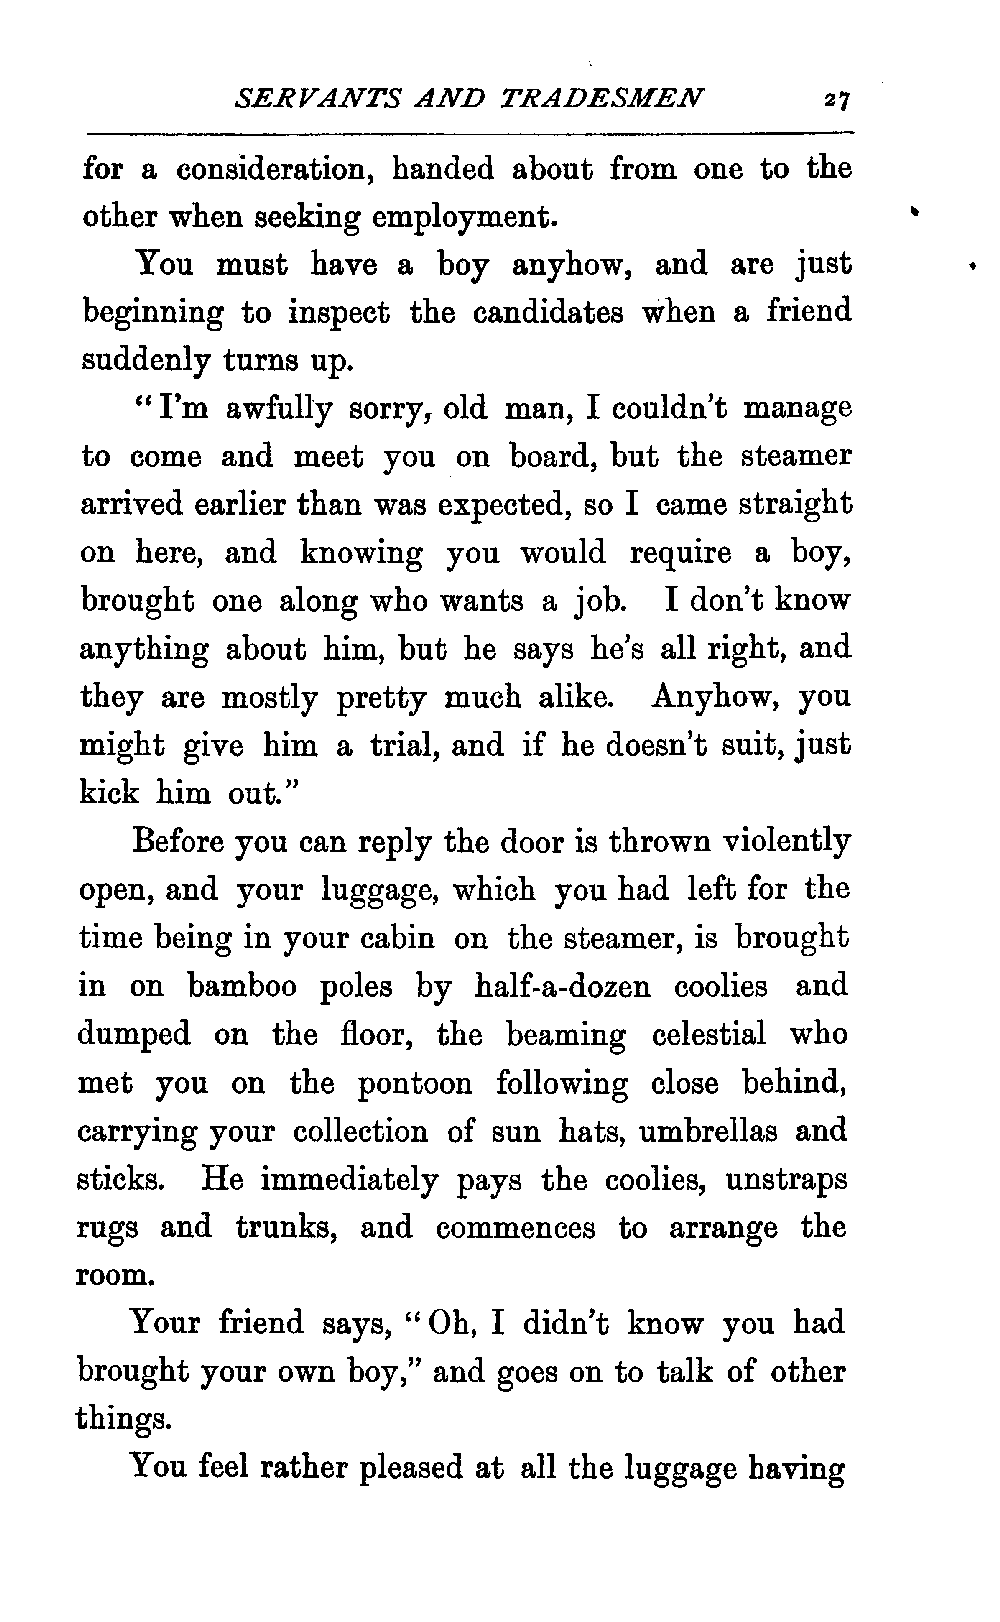 SERVANTS AND TRADESMEN 27
for a consideration, handed about from one to the
other when seeking employment.
You must have a boy anyhow, and are just
beginning to inspect the candidates when a friend
suddenly turns up.
“I’m awfully sorry, old man, I couldn’t manage
to come and meet you on board, but the steamer
arrived earlier than was expected, so I came straight
on here, and knowing you would require a boy,
brought one along who wants a job. I don’t know
anything about him, but he says he’s all right, and
they are mostly pretty much alike. Anyhow, you
might give him a trial, and if he doesn’t suit, just
kick him out.”
Before you can reply the door is thrown violently
open, and your luggage, which you had left for the
time being in your cabin on the steamer, is brought
in on bamboo poles by half-a-dozen coolies and
dumped on the floor, the beaming celestial who
met you on the pontoon following close behind,
carrying your collection of sun hats, umbrellas and
sticks. He immediately pays the coolies, unstraps
rugs and trunks, and commences to arrange the
room.
Your friend says, “Oh, I didn’t know you had
brought your own boy,” and goes on to talk of other
things.
You feel rather pleased at all the luggage having